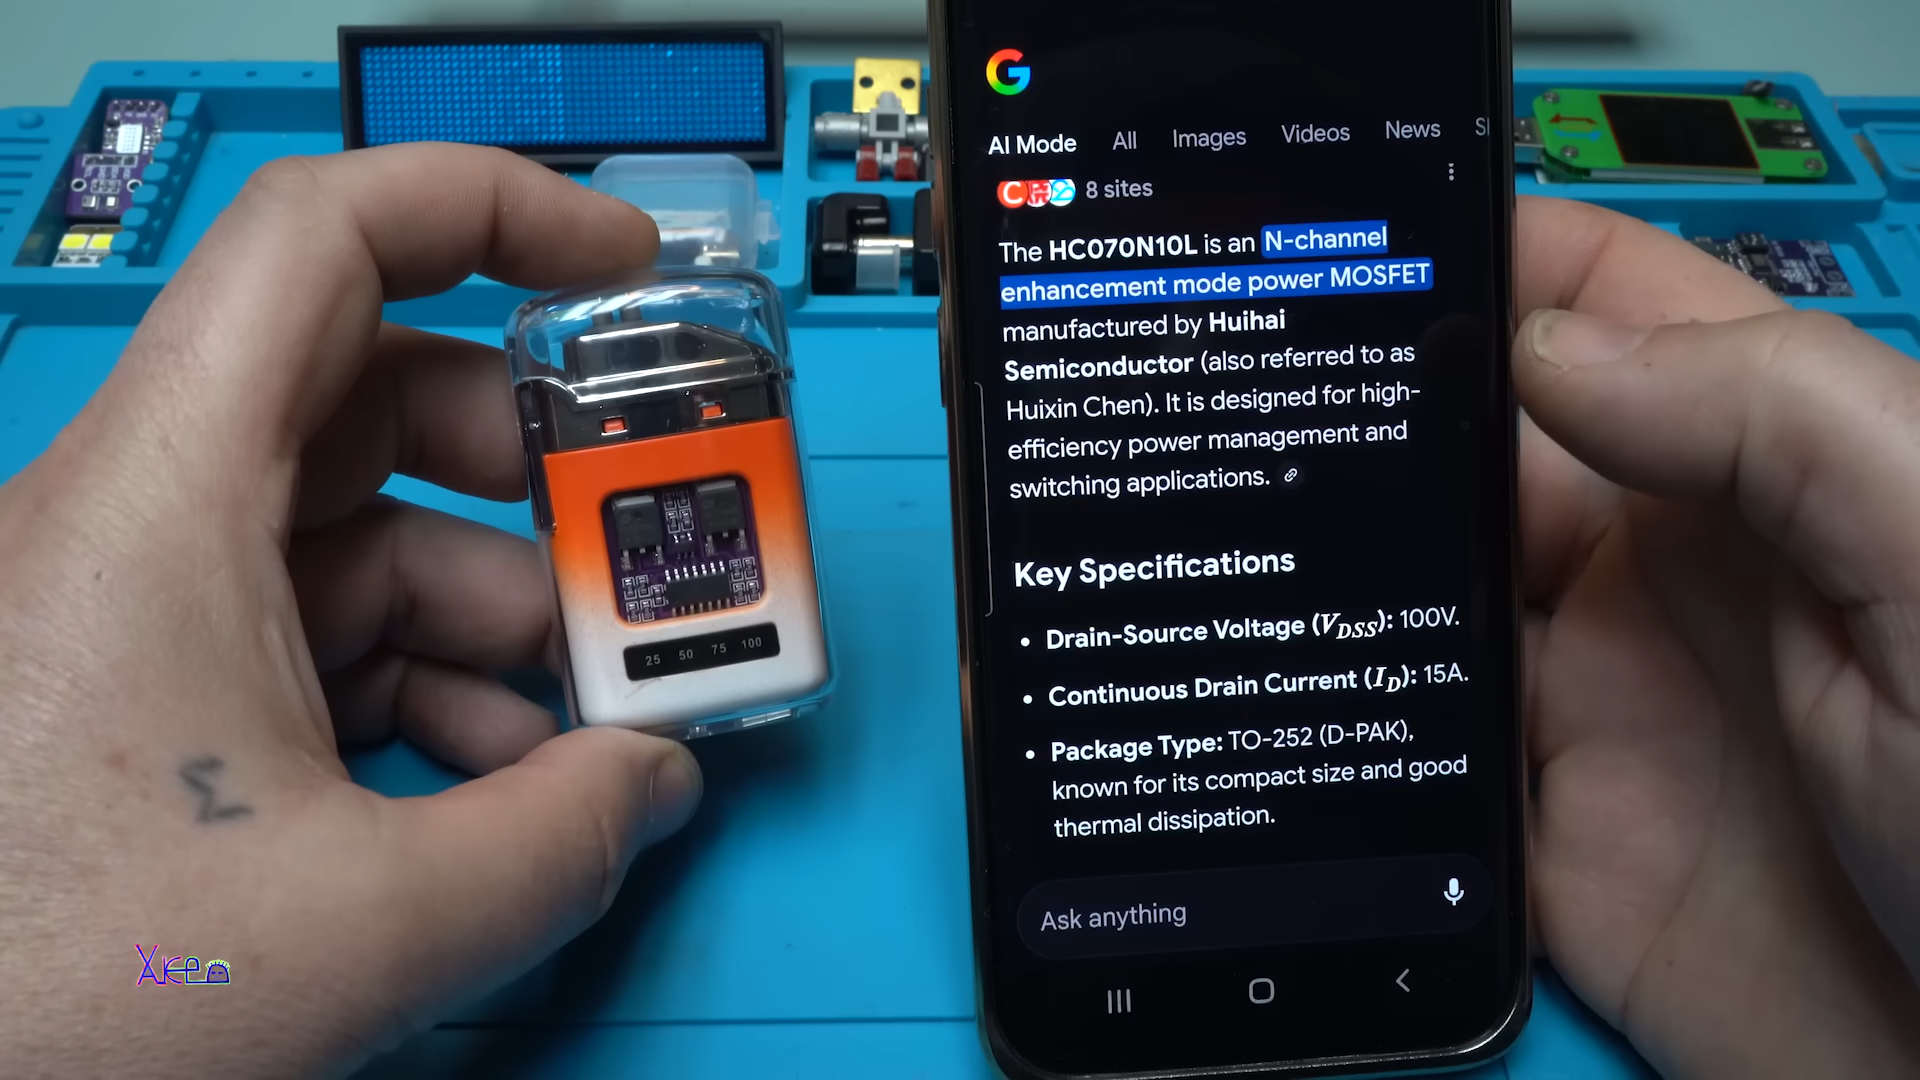 G
AI Mode All Images Videos News
8 sites
The HC070N10L is an N-channel
enhancement mode power MOSFET
manufactured by Huihai
Semiconductor (also referred to as
Huixin Chen). It is designed for high-
efficiency power management and
switching applications.
Key Specifications
• Drain-Source Voltage (VDSS): 100V.
• Continuous Drain Current (ID): 15A.
• Package Type: TO-252 (D-PAK),
known for its compact size and good
thermal dissipation.
Ask anything
25 50 75 100